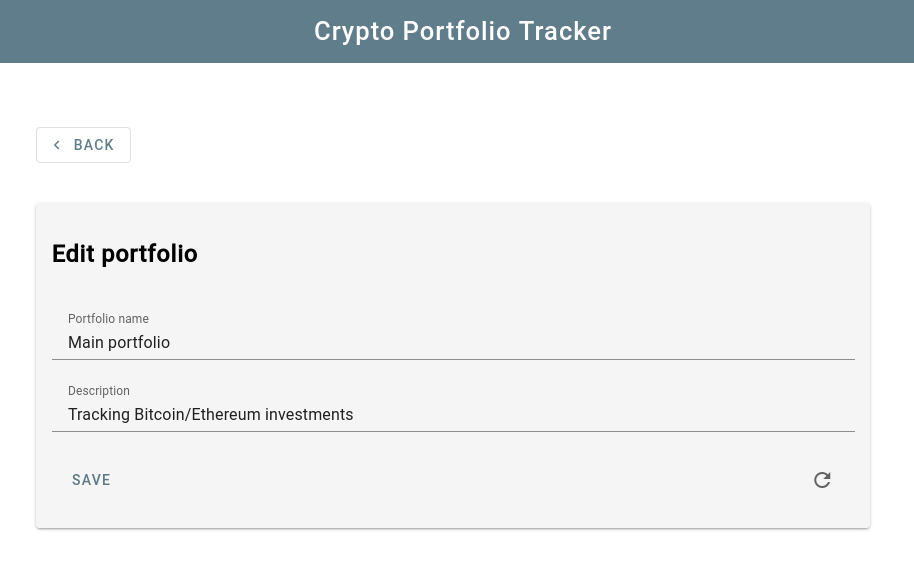 Crypto Portfolio Tracker
BACK
Edit portfolio
Portfolio name
Main portfolio
Description
Tracking Bitcoin/Ethereum investments
SAVE